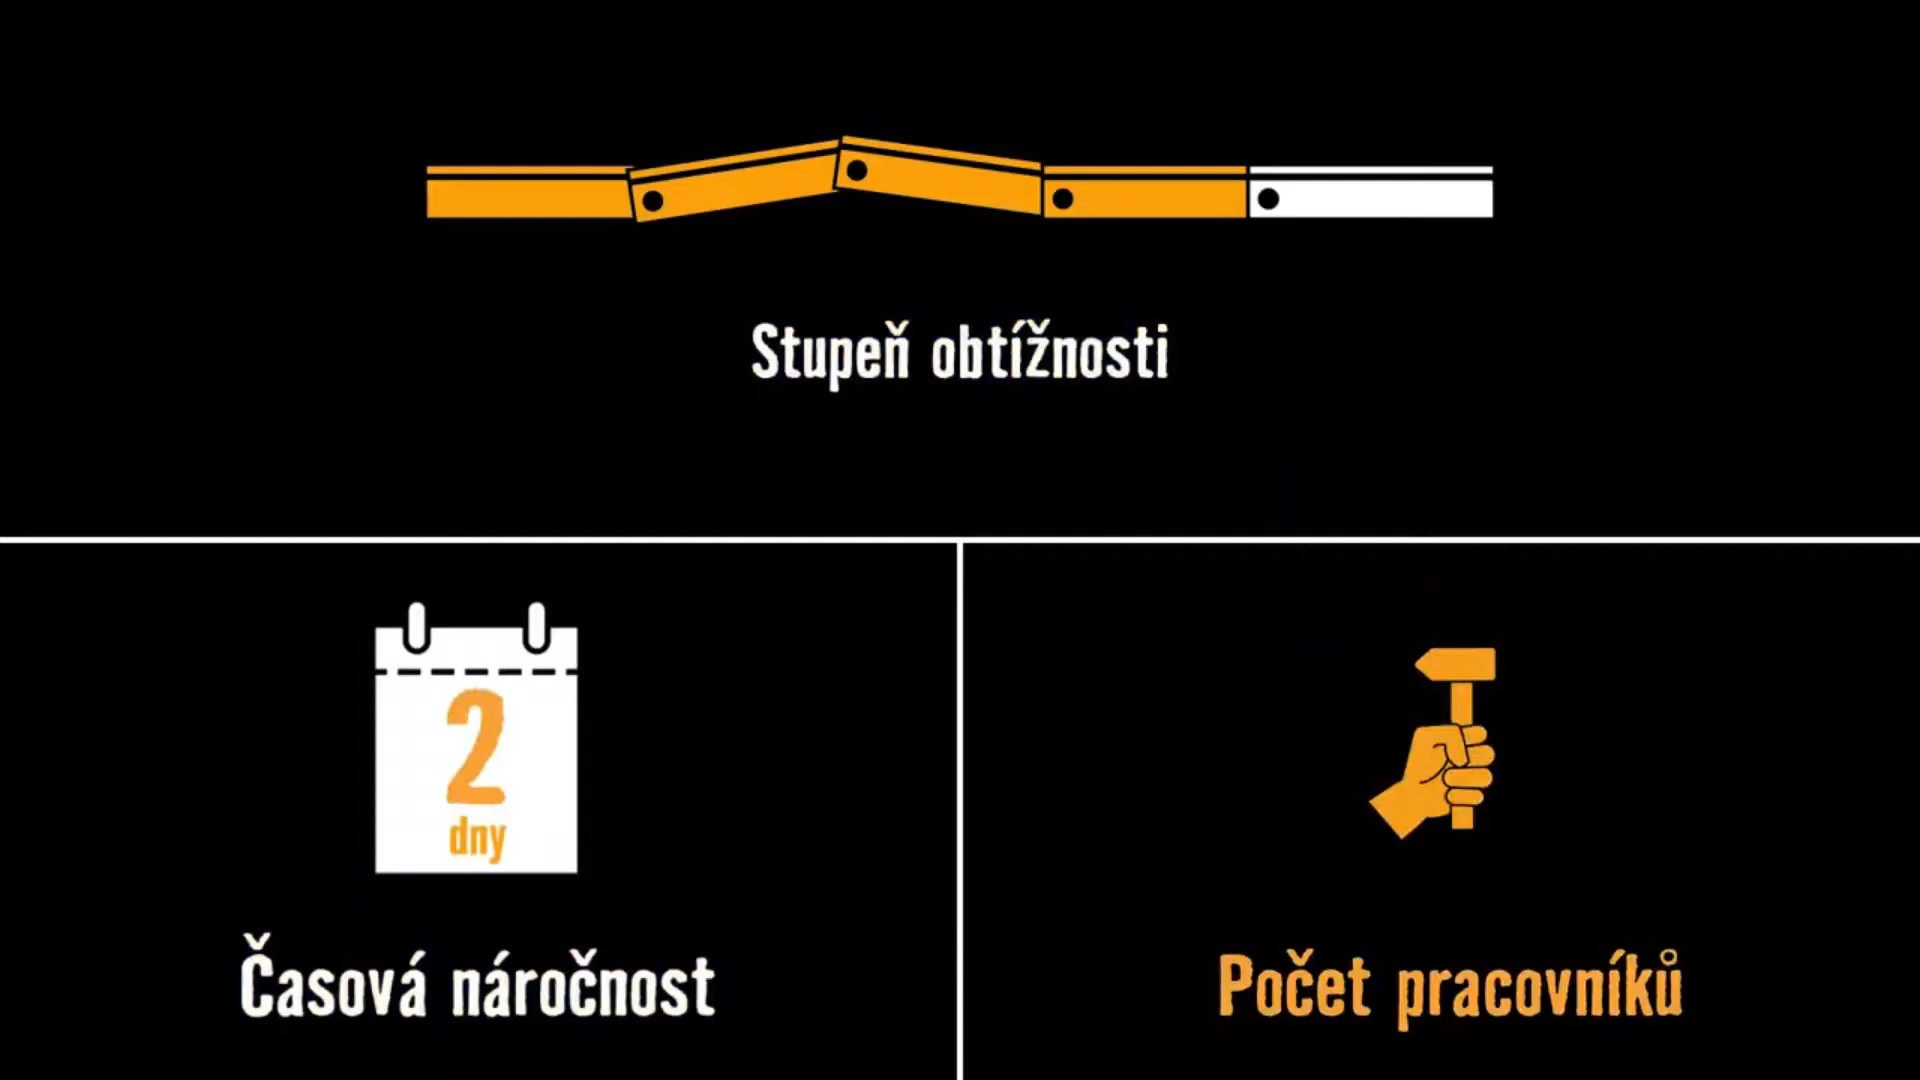 Stupeň obtížnosti
2
dny
Časová náročnost
Počet pracovníků